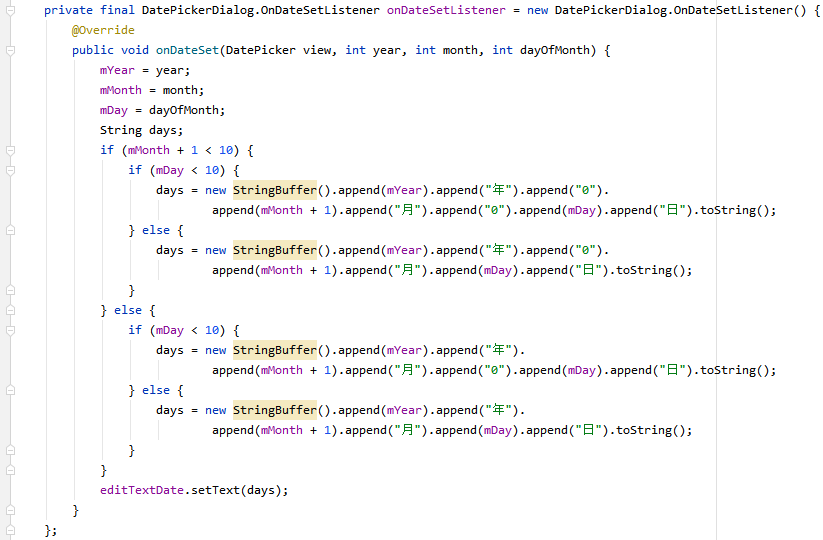 private final DatePickerDialog.OnDateSetListener onDateSetListener = new DatePickerDialog.OnDateSetListener() {
@Override
public void onDateSet(DatePicker view, int year, int month, int dayOfMonth) {
mYear = year;
mMonth = month;
mDay = dayOfMonth;
String days;
if (mMonth + 1 < 10) {
if (mDay < 10) {
days = new StringBuffer().append(mYear).append("年").append("0").
append(mMonth + 1).append("月").append("0").append(mDay).append("日").toString();
} else {
days = new StringBuffer().append(mYear).append("年").append("0").
append(mMonth + 1).append("月").append(mDay).append("日").toString();
}
} else {
if (mDay < 10) {
days = new StringBuffer().append(mYear).append("年").
append(mMonth + 1).append("月").append("0").append(mDay).append("日").toString();
} else {
days = new StringBuffer().append(mYear).append("年").
append(mMonth + 1).append("月").append(mDay).append("日").toString();
}
}
editTextDate.setText(days);
}
};